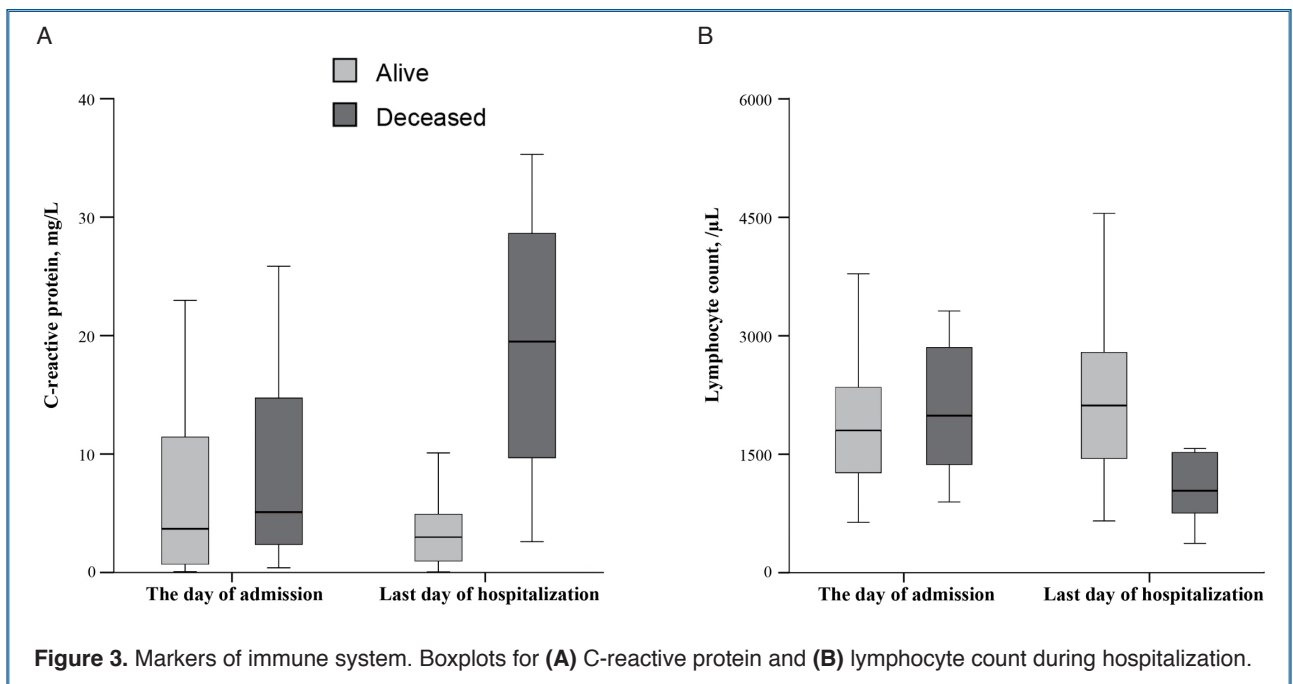 A
B
Alive
Deceased
40
30
20
10
0
C-reactive protein, mg/L
The day of admission
Last day of hospitalization
6000
4500
3000
1500
0
Lymphocyte count, /µL
The day of admission
Last day of hospitalization
Figure 3. Markers of immune system. Boxplots for (A) C-reactive protein and (B) lymphocyte count during hospitalization.